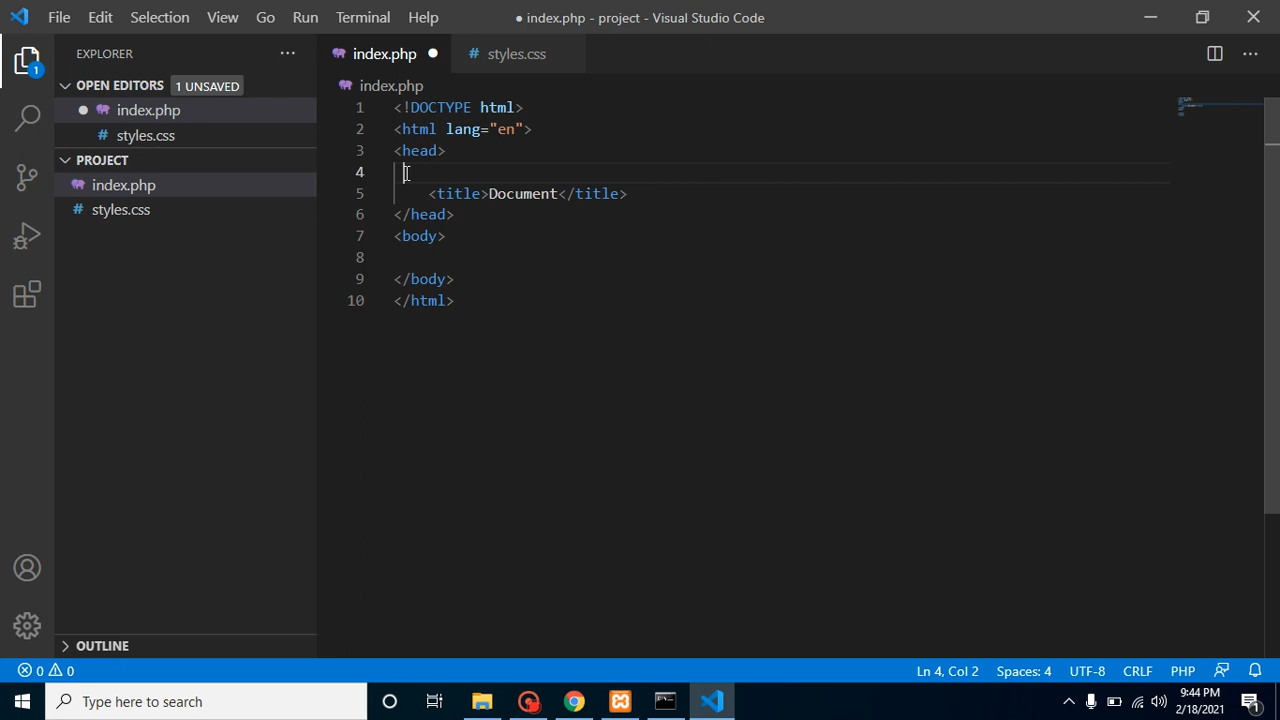 File Edit Selection View Go Run Terminal Help
● index.php - project - Visual Studio Code
EXPLORER
index.php
# styles.css
OPEN EDITORS 1 UNSAVED
index.php
# styles.css
PROJECT
index.php
# styles.css
OUTLINE
index.php
1 <!DOCTYPE html>
2 <html lang="en">
3 <head>
4
5 <title>Document</title>
6 </head>
7 <body>
8
9 </body>
10 </html>
1
0 0
Ln 4, Col 2 Spaces: 4 UTF-8 CRLF PHP
Type here to search
9:44 PM
2/18/2021
1